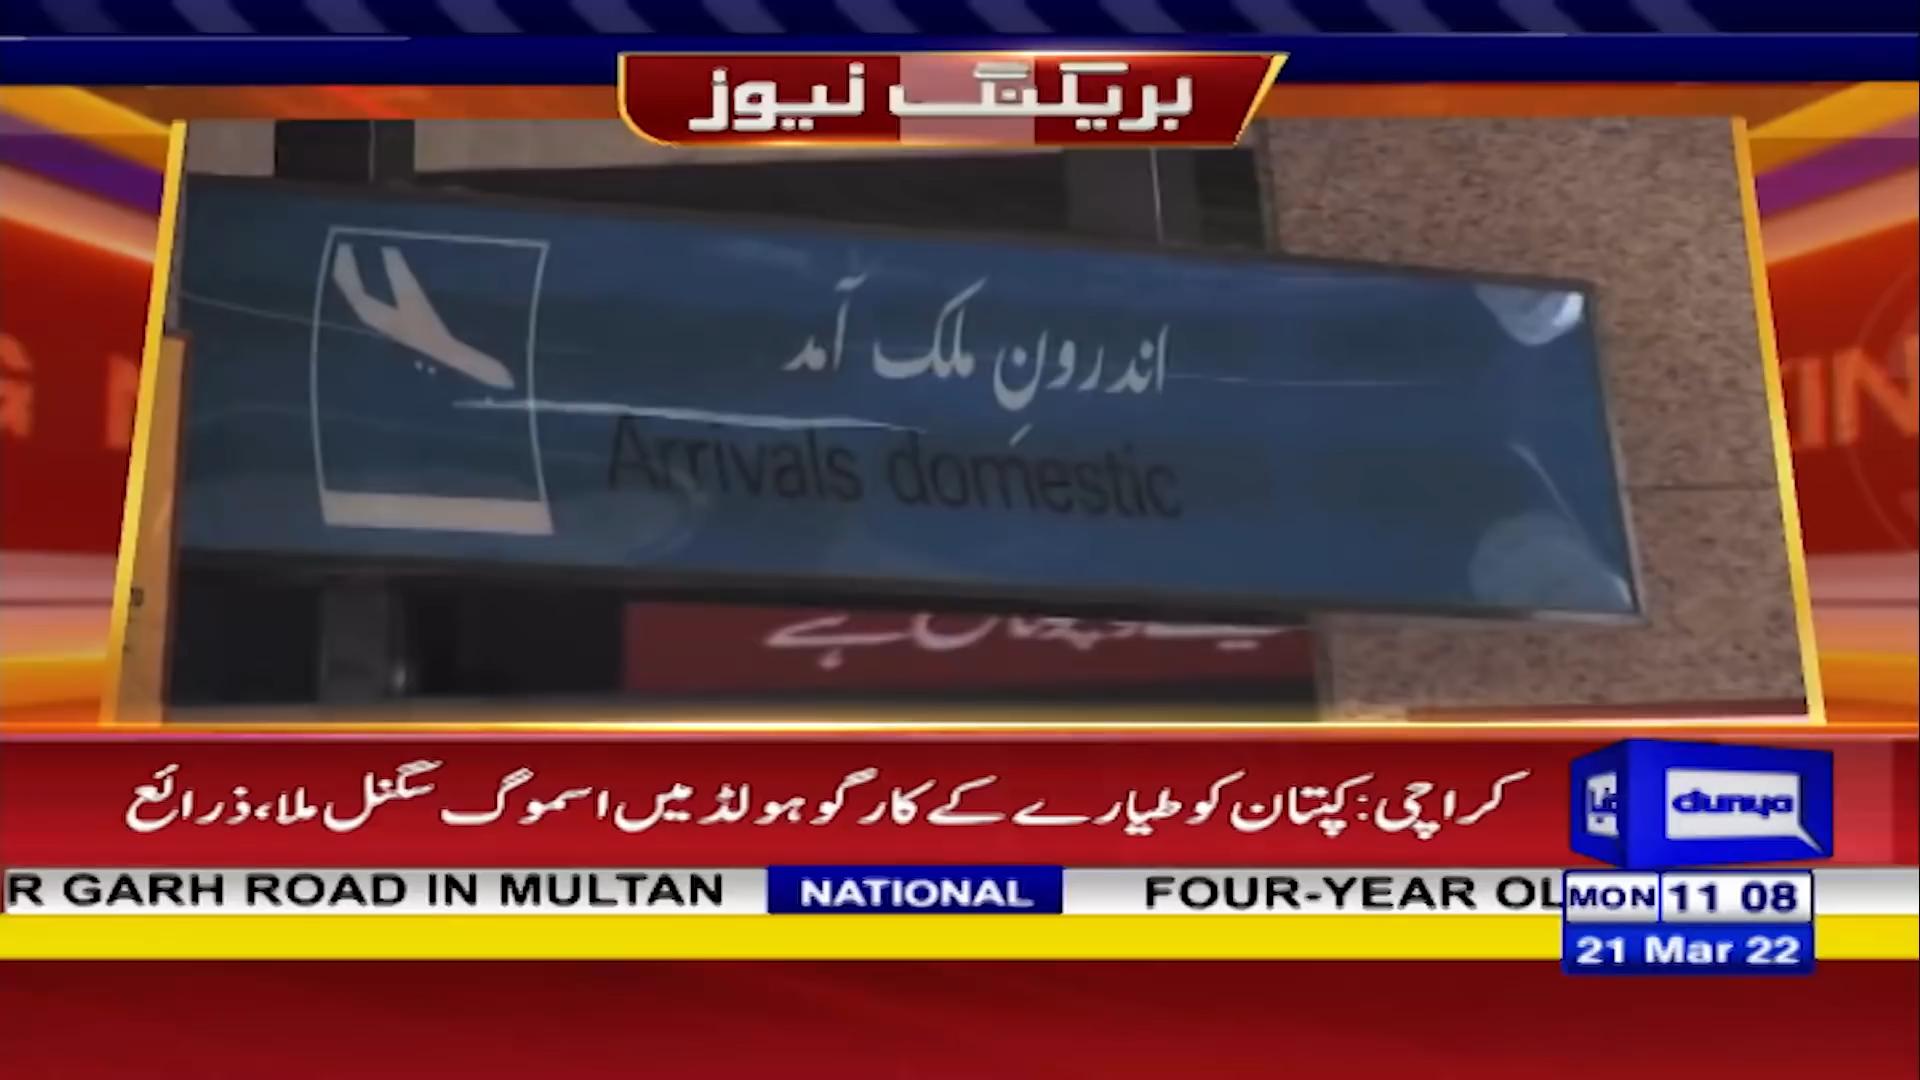 بریکنگ نیوز
اندرونِ ملک آمد
Arrivals domestic
ہے
کراچی: کپتان کو طیارے کے کارگو ہولڈ میں اسموگ سگنل ملا، ذرائع
dunya
R GARH ROAD IN MULTAN NATIONAL FOUR-YEAR OL
MON 11 08
21 Mar 22